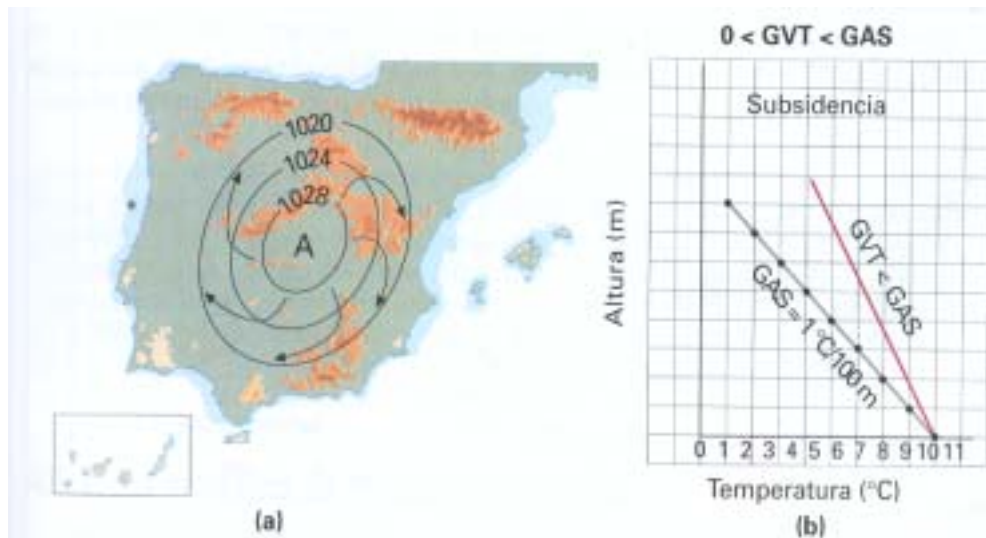 1020
1024
1028
A
(a)
0 < GVT < GAS
Subsidencia
Altura (m)
GVT < GAS
GAS = 1 °C/100 m
0 1 2 3 4 5 6 7 8 9 10 11
Temperatura (°C)
(b)